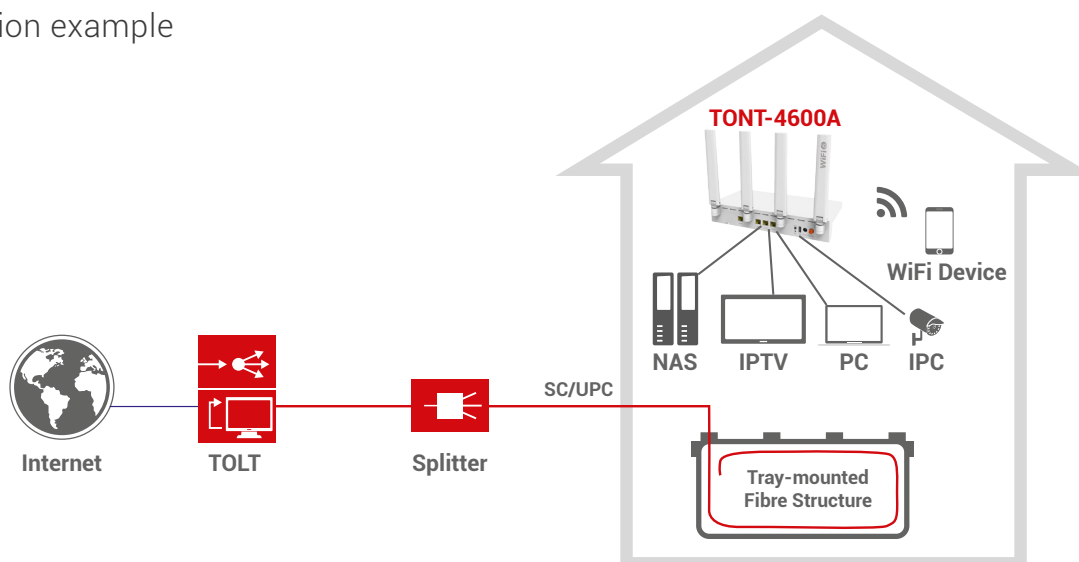 ion example
TONT-4600A
WiFi
WiFi Device
NAS
IPTV
PC
IPC
SC/UPC
Internet
TOLT
Splitter
Tray-mounted
Fibre Structure